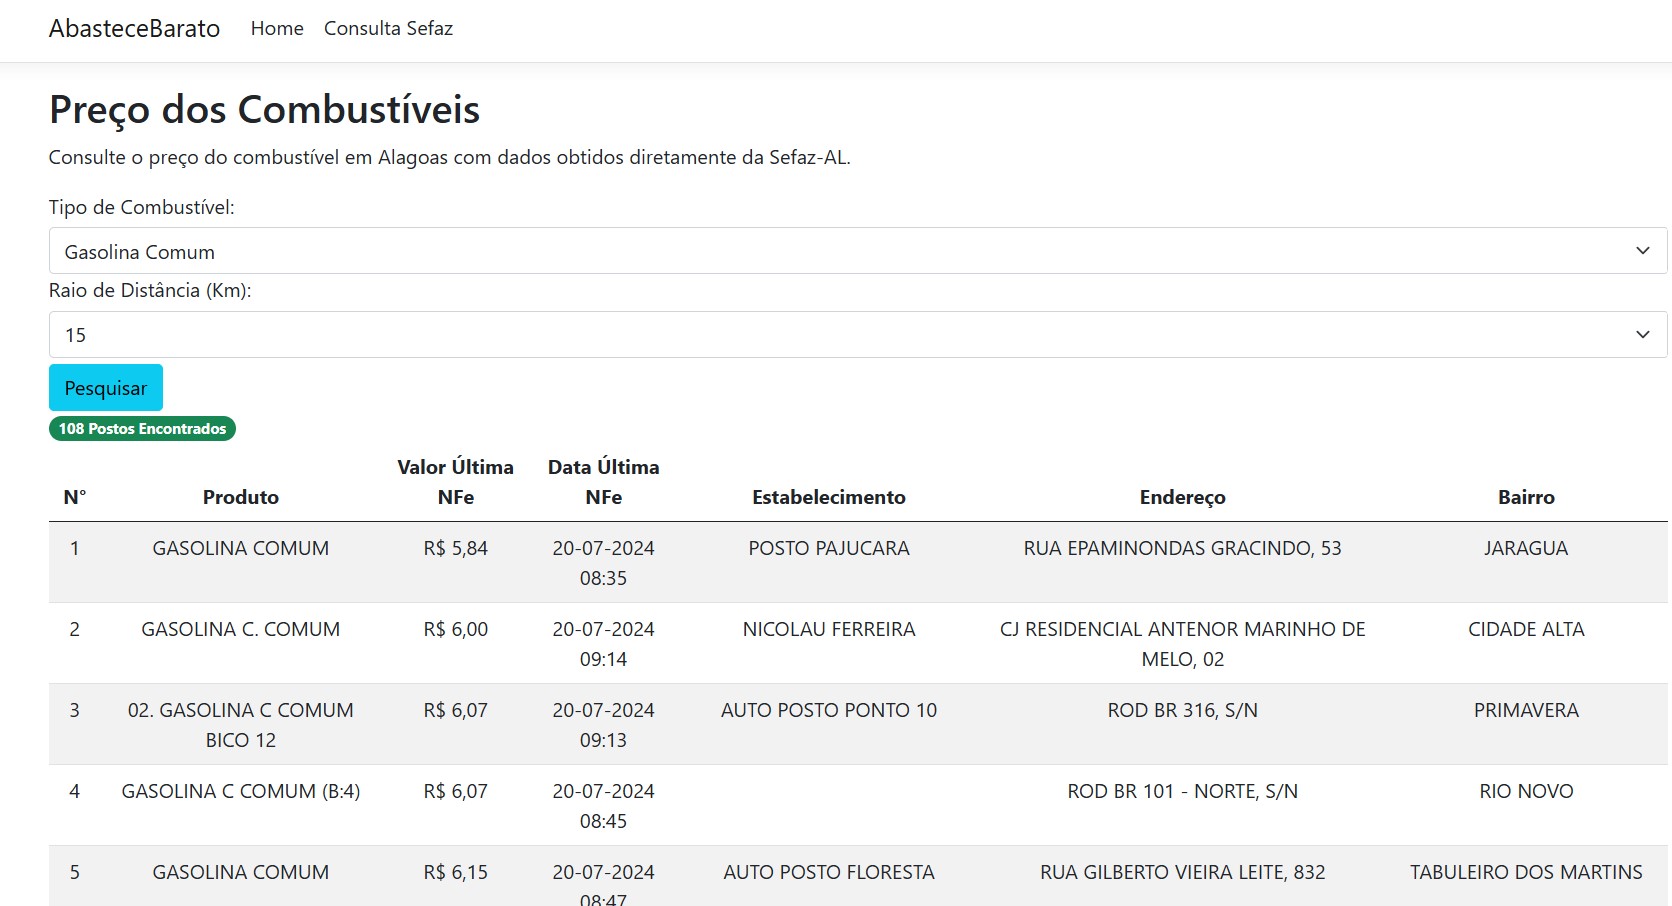 AbasteceBarato Home Consulta Sefaz
Preço dos Combustíveis
Consulte o preço do combustível em Alagoas com dados obtidos diretamente da Sefaz-AL.
Tipo de Combustível:
Gasolina Comum
Raio de Distância (Km):
15
Pesquisar
108 Postos Encontrados
Valor Última Data Última
N° Produto NFe NFe Estabelecimento Endereço Bairro
1 GASOLINA COMUM R$ 5,84 20-07-2024 POSTO PAJUCARA RUA EPAMINONDAS GRACINDO, 53 JARAGUA
08:35
2 GASOLINA C. COMUM R$ 6,00 20-07-2024 NICOLAU FERREIRA CJ RESIDENCIAL ANTENOR MARINHO DE CIDADE ALTA
09:14 MELO, 02
3 02. GASOLINA C COMUM R$ 6,07 20-07-2024 AUTO POSTO PONTO 10 ROD BR 316, S/N PRIMAVERA
BICO 12 09:13
4 GASOLINA C COMUM (B:4) R$ 6,07 20-07-2024 ROD BR 101 - NORTE, S/N RIO NOVO
08:45
5 GASOLINA COMUM R$ 6,15 20-07-2024 AUTO POSTO FLORESTA RUA GILBERTO VIEIRA LEITE, 832 TABULEIRO DOS MARTINS
08:47